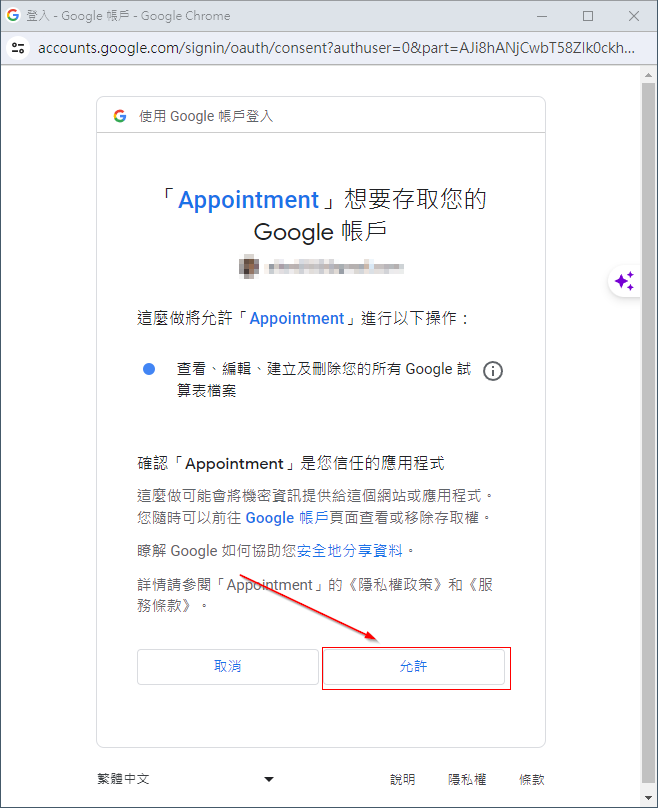 登入 - Google 帳戶 - Google Chrome
accounts.google.com/signin/oauth/consent?authuser=0&part=AJi8hANjCwbT58Zlk0ckh...
使用 Google 帳戶登入
「Appointment」想要存取您的
Google 帳戶
這麼做將允許「Appointment」進行以下操作：
查看、編輯、建立及刪除您的所有 Google 試
算表檔案
確認「Appointment」是您信任的應用程式
這麼做可能會將機密資訊提供給這個網站或應用程式。
您隨時可以前往 Google 帳戶頁面查看或移除存取權。
瞭解 Google 如何協助您安全地分享資料。
詳情請參閱「Appointment」的《隱私權政策》和《服
務條款》。
取消
允許
繁體中文
說明
隱私權
條款